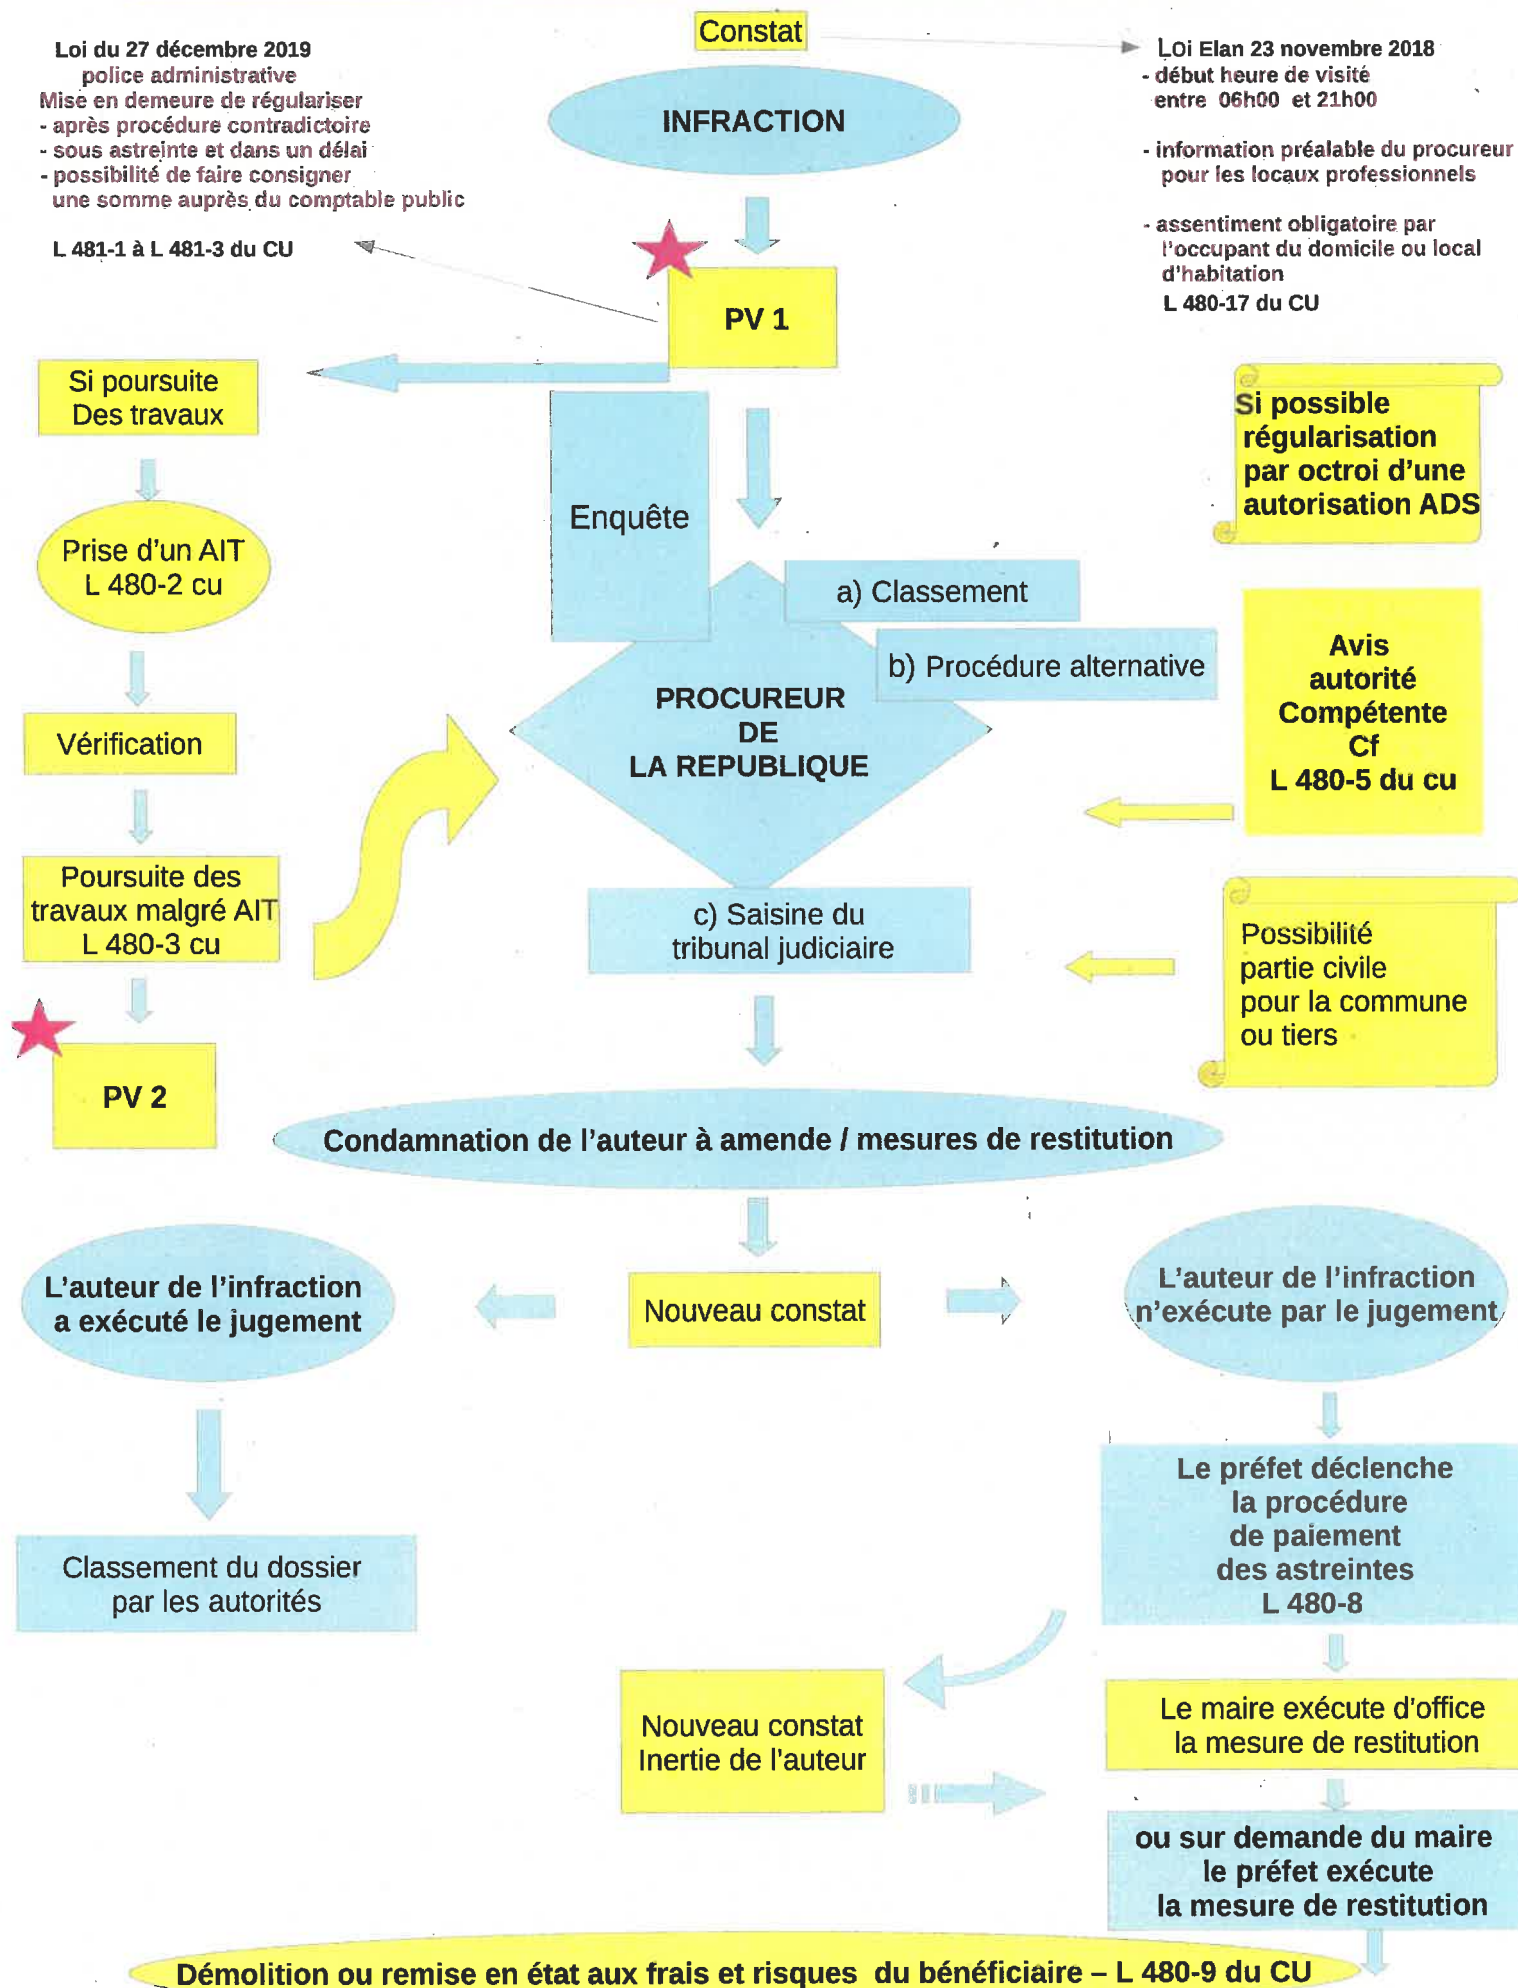 Constat
Loi du 27 décembre 2019
police administrative
Mise en demeure de régulariser
- après procédure contradictoire
- sous astreinte et dans un délai
- possibilité de faire consigner
une somme auprès du comptable public
L 481-1 à L 481-3 du CU
Loi Elan 23 novembre 2018
- début heure de visité
entre 06h00 et 21h00
- information préalable du procureur
pour les locaux professionnels
- assentiment obligatoire par
l'occupant du domicile ou local
d'habitation
L 480-17 du CU
INFRACTION
PV 1
Si poursuite
Des travaux
Prise d'un AIT
L 480-2 cu
Vérification
Poursuite des
travaux malgré AIT
L 480-3 cu
PV 2
Enquête
a) Classement
b) Procédure alternative
PROCUREUR
DE
LA REPUBLIQUE
c) Saisine du
tribunal judiciaire
Si possible
régularisation
par octroi d'une
autorisation ADS
Avis
autorité
Compétente
Cf
L 480-5 du cu
Possibilité
partie civile
pour la commune
ou tiers
Condamnation de l'auteur à amende / mesures de restitution
L'auteur de l'infraction
a exécuté le jugement
Nouveau constat
L'auteur de l'infraction
n'exécute par le jugement
Classement du dossier
par les autorités
Le préfet déclenche
la procédure
de paiement
des astreintes
L 480-8
Nouveau constat
Inertie de l'auteur
Le maire exécute d'office
la mesure de restitution
ou sur demande du maire
le préfet exécute
la mesure de restitution
Démolition ou remise en état aux frais et risques du bénéficiaire – L 480-9 du CU